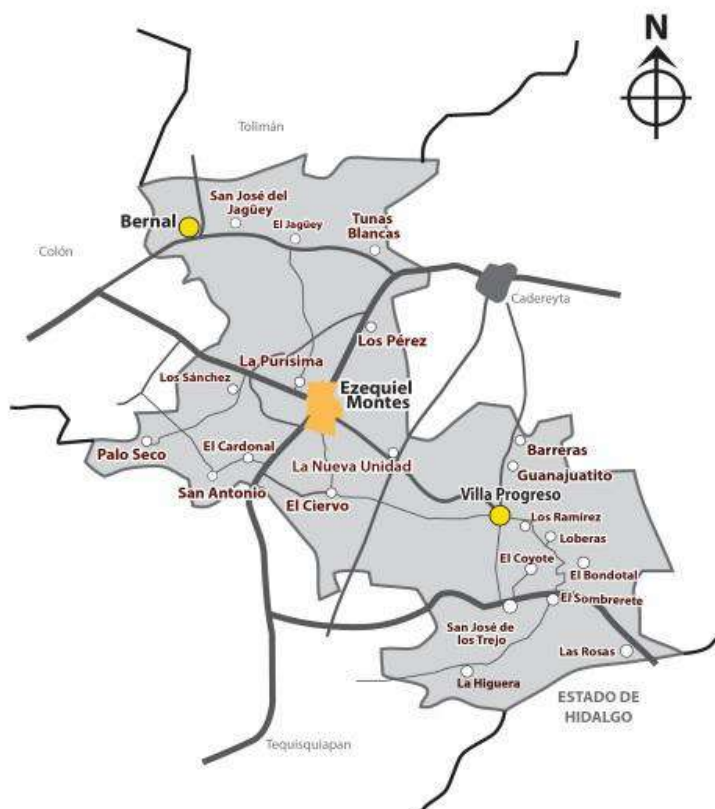 N
Tolimán
San José del
Jagüey
Bernal
El Jagüey
Tunas
Blancas
Colón
Cadereyta
Los Pérez
La Purísima
Los Sánchez
Ezequiel
Montes
Palo Seco
El Cardonal
La Nueva Unidad
Barreras
Guanajuatito
San Antonio
El Ciervo
Villa Progreso
Los Ramírez
Loberas
El Coyote
El Bondotal
El Sombrerete
San José de
los Trejo
Las Rosas
La Higuera
ESTADO DE
HIDALGO
Tequisquiapan